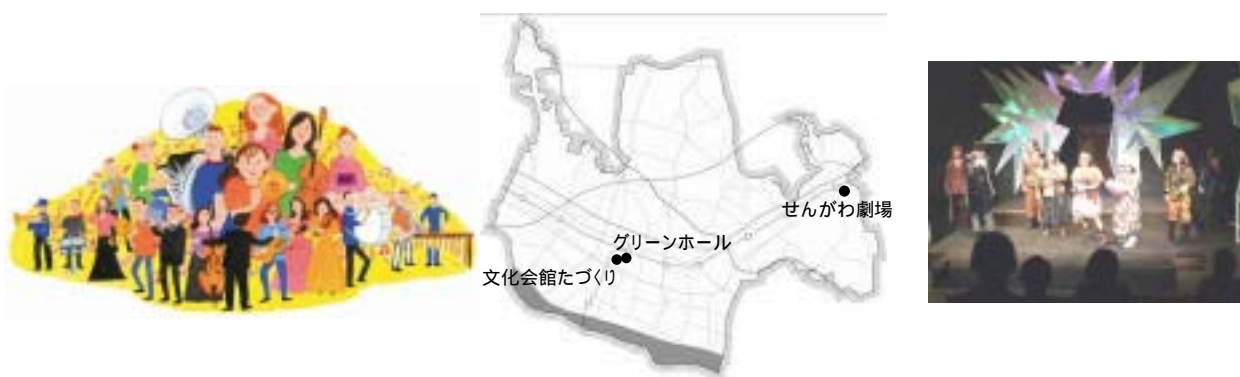 せんがわ劇場
グリーンホール
文化会館たづくり